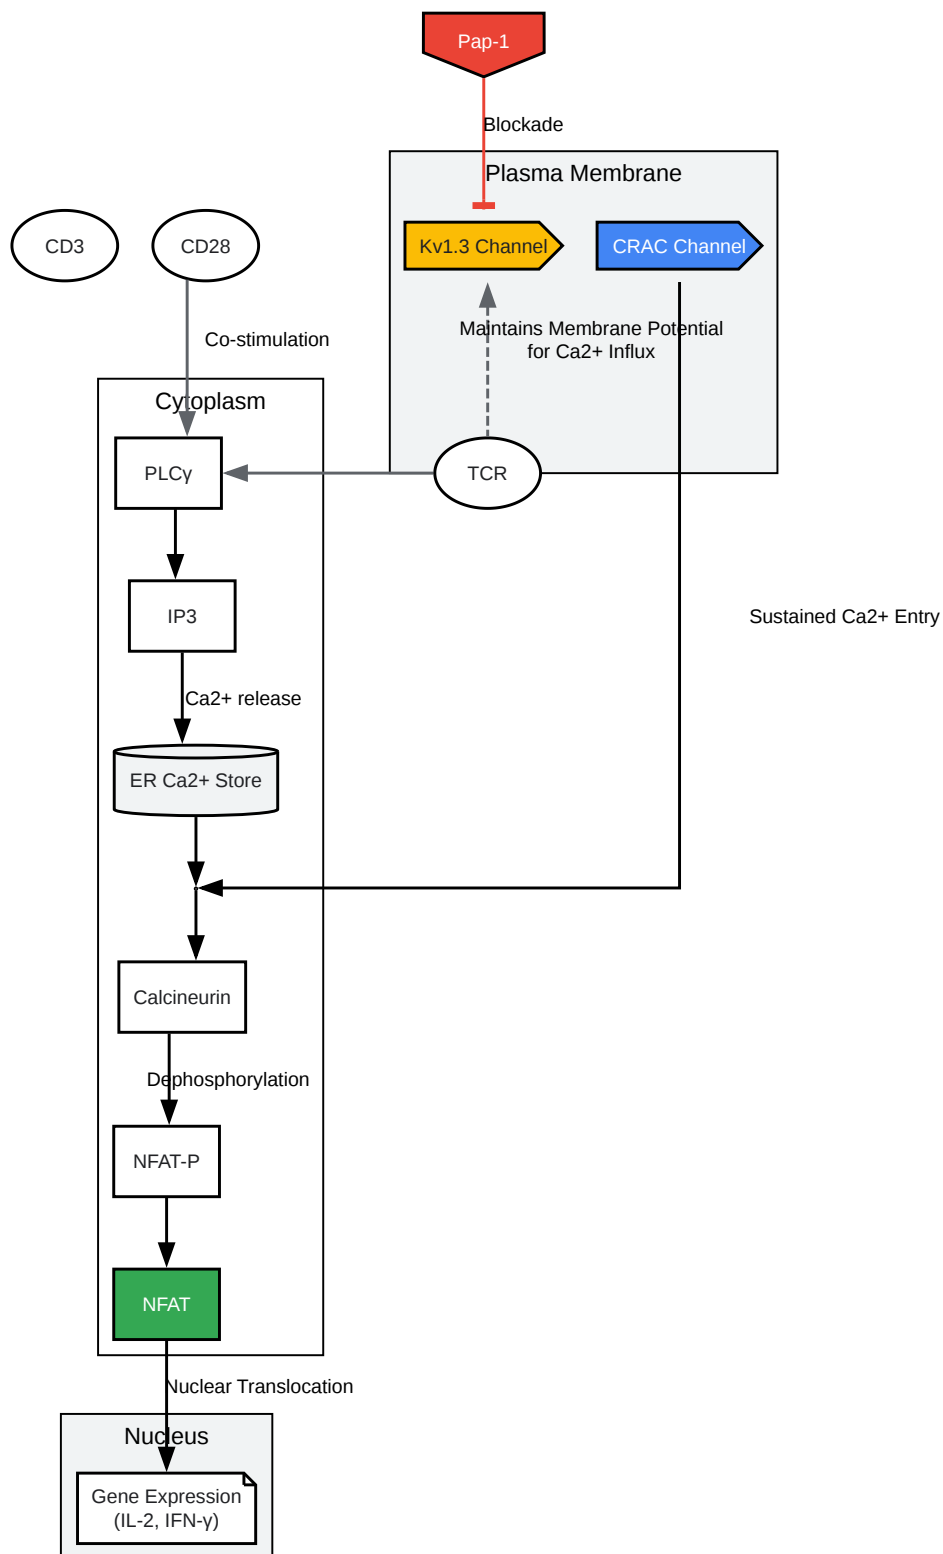 Pap-1
Blockade
Plasma Membrane
CD3
CD28
Kv1.3 Channel
CRAC Channel
Co-stimulation
Maintains Membrane Potential
for Ca2+ Influx
Cytoplasm
PLCγ
TCR
IP3
Sustained Ca2+ Entry
Ca2+ release
ER Ca2+ Store
Calcineurin
Dephosphorylation
NFAT-P
NFAT
Nuclear Translocation
Nucleus
Gene Expression
(IL-2, IFN-γ)